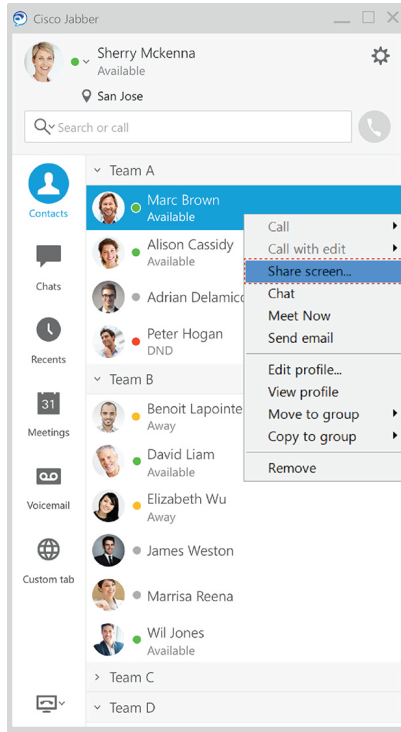 Cisco Jabber
Sherry Mckenna
Available
San Jose
Search or call
Contacts
Chats
Recents
31
Meetings
Voicemail
Custom tab
Team A
Marc Brown
Available
Alison Cassidy
Available
Adrian Delamico
Peter Hogan
DND
Team B
Benoit Lapointe
Away
David Liam
Available
Elizabeth Wu
Away
James Weston
Marrisa Reena
Wil Jones
Available
Team C
Team D
Call
Call with edit
Share screen...
Chat
Meet Now
Send email
Edit profile...
View profile
Move to group
Copy to group
Remove